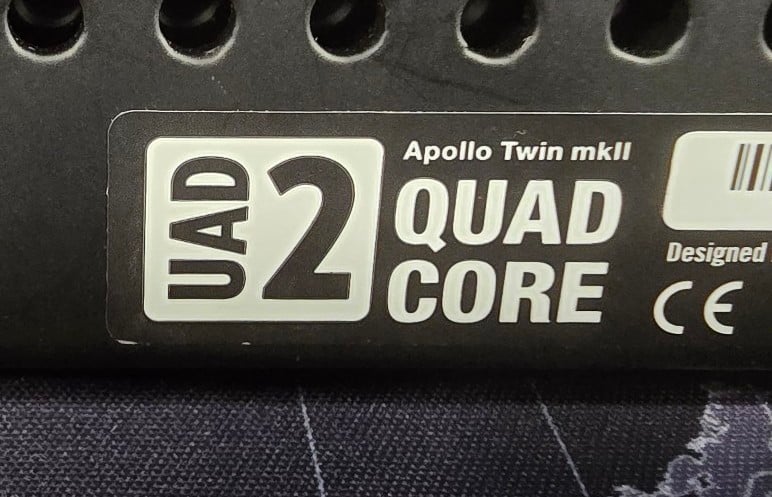 UAD 2
Apollo Twin mkII
QUAD
CORE
Designed
CE